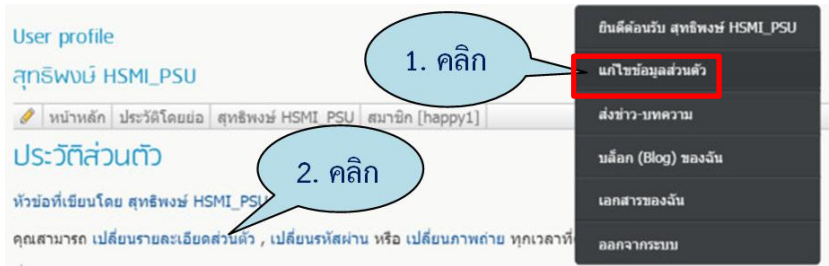 User profile
สุทธิพงษ์ HSMI_PSU
หน้าหลัก ประวัติโดยย่อ สุทธิพงษ์ HSMI_PSU สมาชิก [happy1]
ประวัติส่วนตัว
หัวข้อที่เขียนโดย สุทธิพงษ์ HSMI_PSU
คุณสามารถ เปลี่ยนรายละเอียดส่วนตัว , เปลี่ยนรหัสผ่าน หรือ เปลี่ยนภาพถ่าย ทุกเวลาที่
1. คลิก
2. คลิก
ยินดีต้อนรับ สุทธิพงษ์ HSMI_PSU
แก้ไขข้อมูลส่วนตัว
ส่งข่าว-บทความ
บล็อก (Blog) ของฉัน
เอกสารของฉัน
ออกจากระบบ